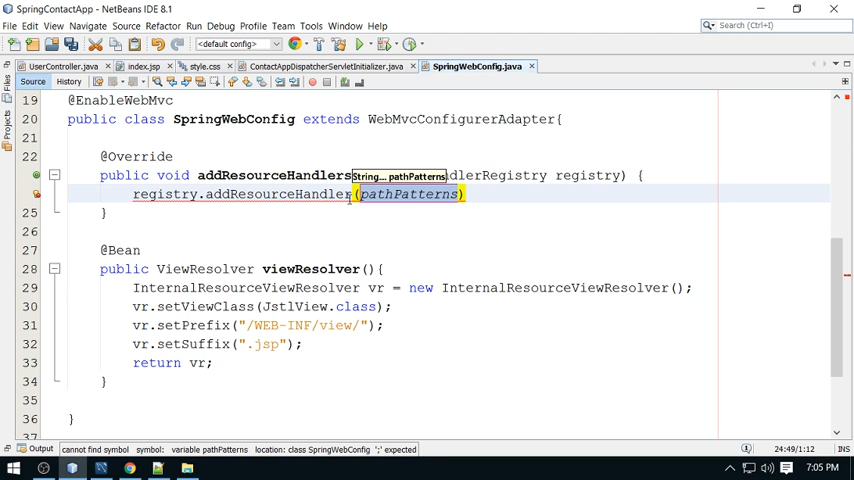 SpringContactApp - NetBeans IDE 8.1
File Edit View Navigate Source Refactor Run Debug Profile Team Tools Window Help
Search (Ctrl+I)
<default config>
UserController.java index.jsp style.css ContactAppDispatcherServletInitializer.java SpringWebConfig.java
Source History
Files
Projects
19 @EnableWebMvc
20 public class SpringWebConfig extends WebMvcConfigurerAdapter{
21
22 @Override
public void addResourceHandlers String... pathPatterns ndlerRegistry registry) {
registry.addResourceHandler(pathPatterns)
25 }
26
27 @Bean
28 public ViewResolver viewResolver(){
29 InternalResourceViewResolver vr = new InternalResourceViewResolver();
30 vr.setViewClass(JstlView.class);
31 vr.setPrefix("/WEB-INF/view/");
32 vr.setSuffix(".jsp");
33 return vr;
34 }
35
36 }
37
Output cannot find symbol symbol: variable pathPatterns location: class SpringWebConfig ';' expected 24:49/1:12 INS
7:05 PM